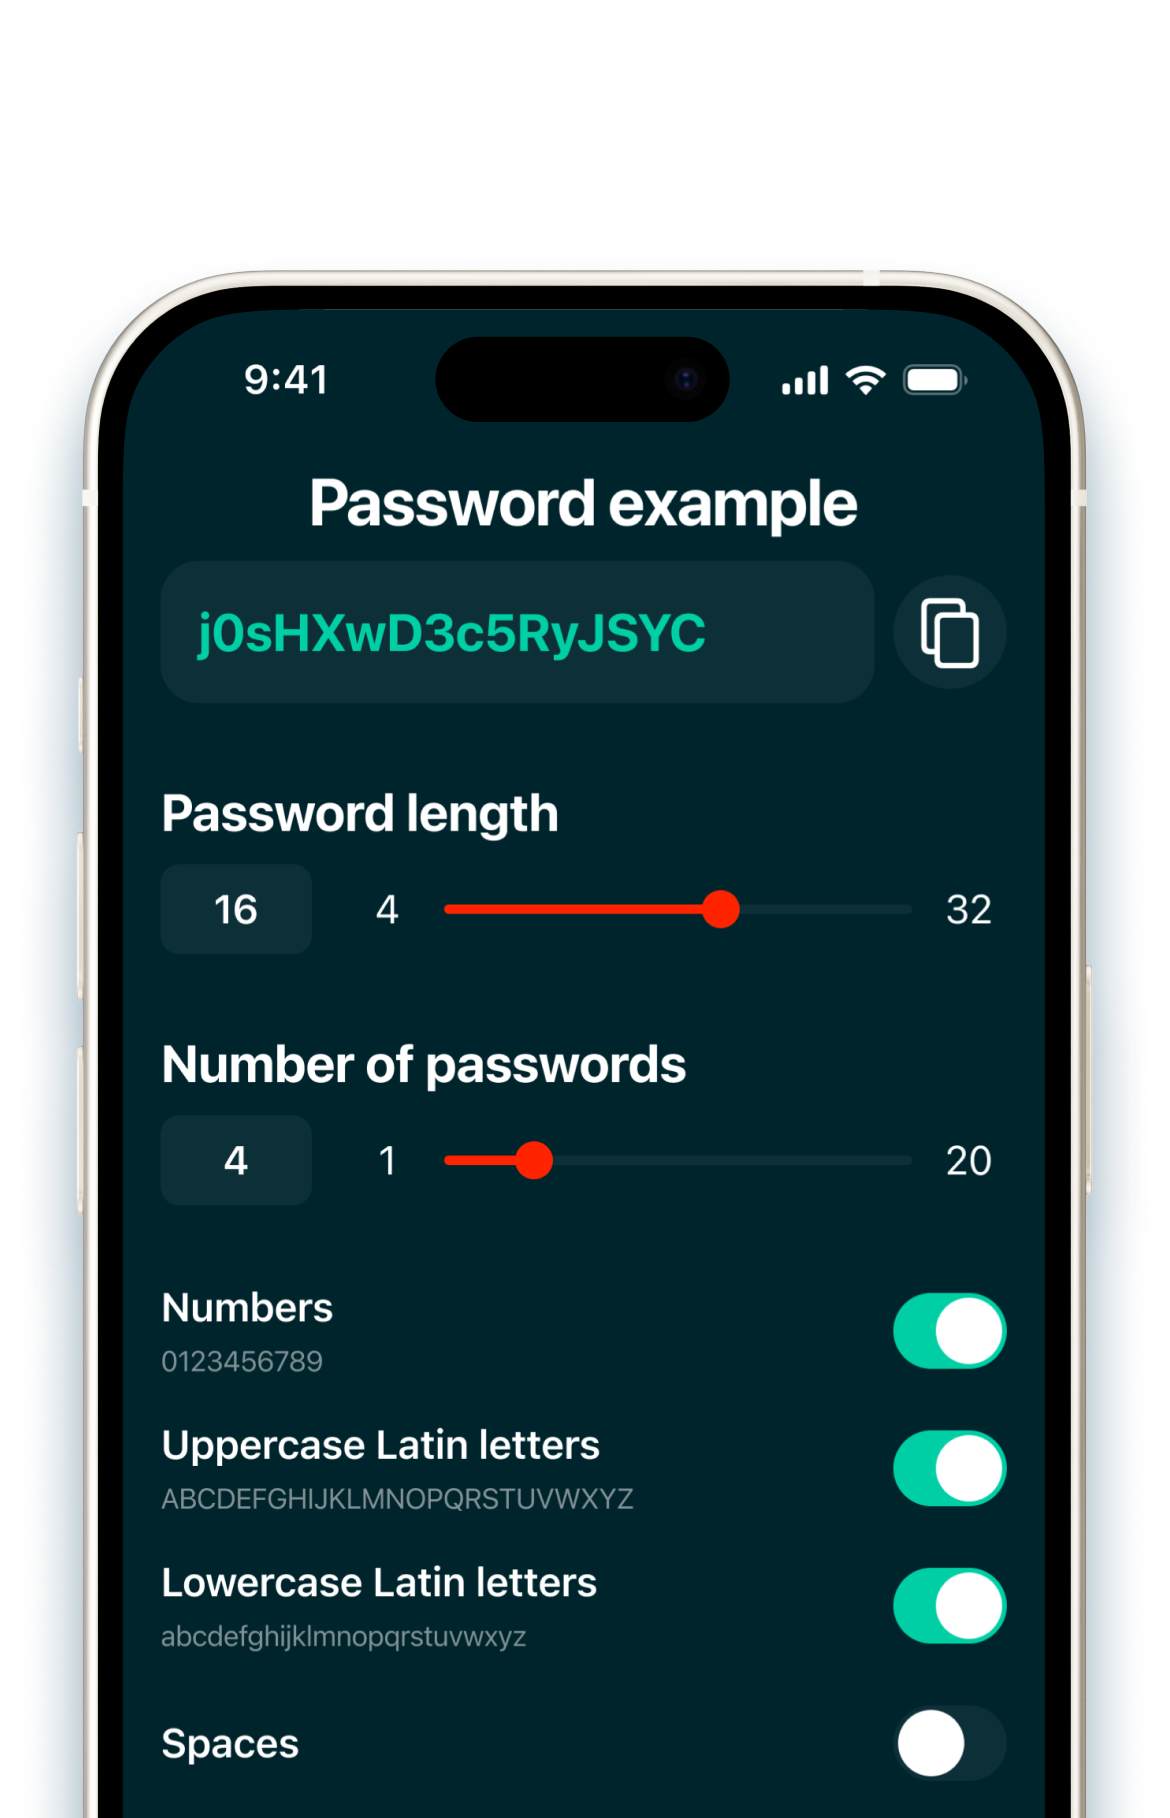 9:41
Password example
j0sHXwD3c5RyJSYC
Password length
16 4 32
Number of passwords
4 1 20
Numbers
0123456789
Uppercase Latin letters
ABCDEFGHIJKLMNOPQRSTUVWXYZ
Lowercase Latin letters
abcdefghijklmnopqrstuvwxyz
Spaces